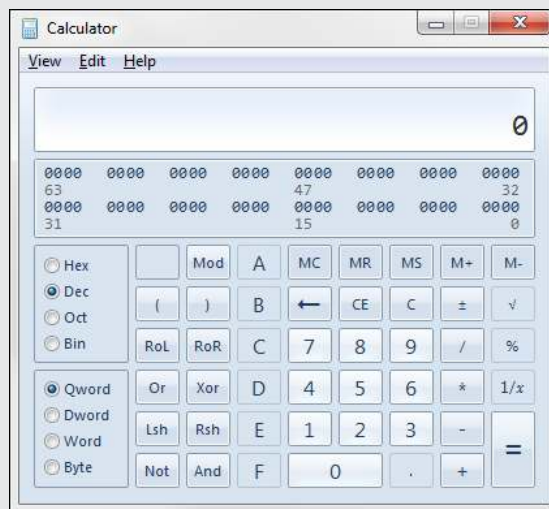 Calculator
View Edit Help
0
0000 0000 0000 0000 0000 0000 0000 0000
63 47 32
0000 0000 0000 0000 0000 0000 0000 0000
31 15 0
Hex Mod A MC MR MS M+ M-
Dec ( ) B ← CE C ± √
Oct
Bin RoL RoR C 7 8 9 / %
Qword Or Xor D 4 5 6 * 1/x
Dword
Word Lsh Rsh E 1 2 3 - =
Byte Not And F 0 . +